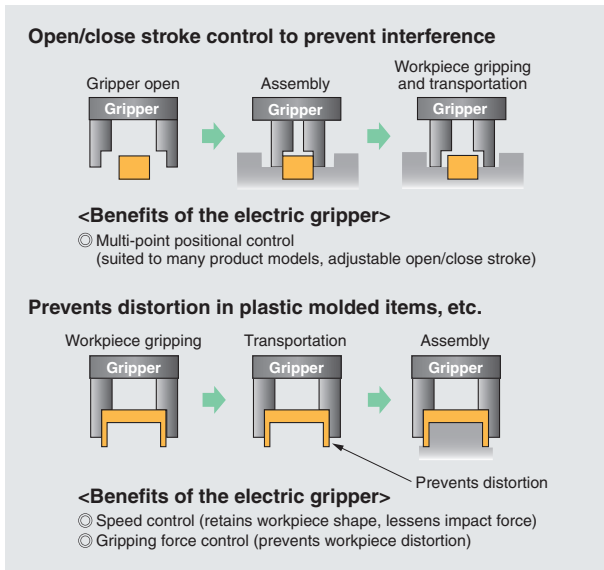 Open/close stroke control to prevent interference
Gripper open
Assembly
Workpiece gripping
and transportation
Gripper
Gripper
Gripper
<Benefits of the electric gripper>
◎ Multi-point positional control
(suited to many product models, adjustable open/close stroke)
Prevents distortion in plastic molded items, etc.
Workpiece gripping
Transportation
Assembly
Gripper
Gripper
Gripper
Prevents distortion
<Benefits of the electric gripper>
◎ Speed control (retains workpiece shape, lessens impact force)
◎ Gripping force control (prevents workpiece distortion)